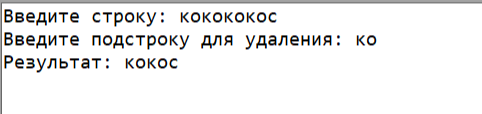 Введите строку: кокококос
Введите подстроку для удаления: ко
Результат: кокос